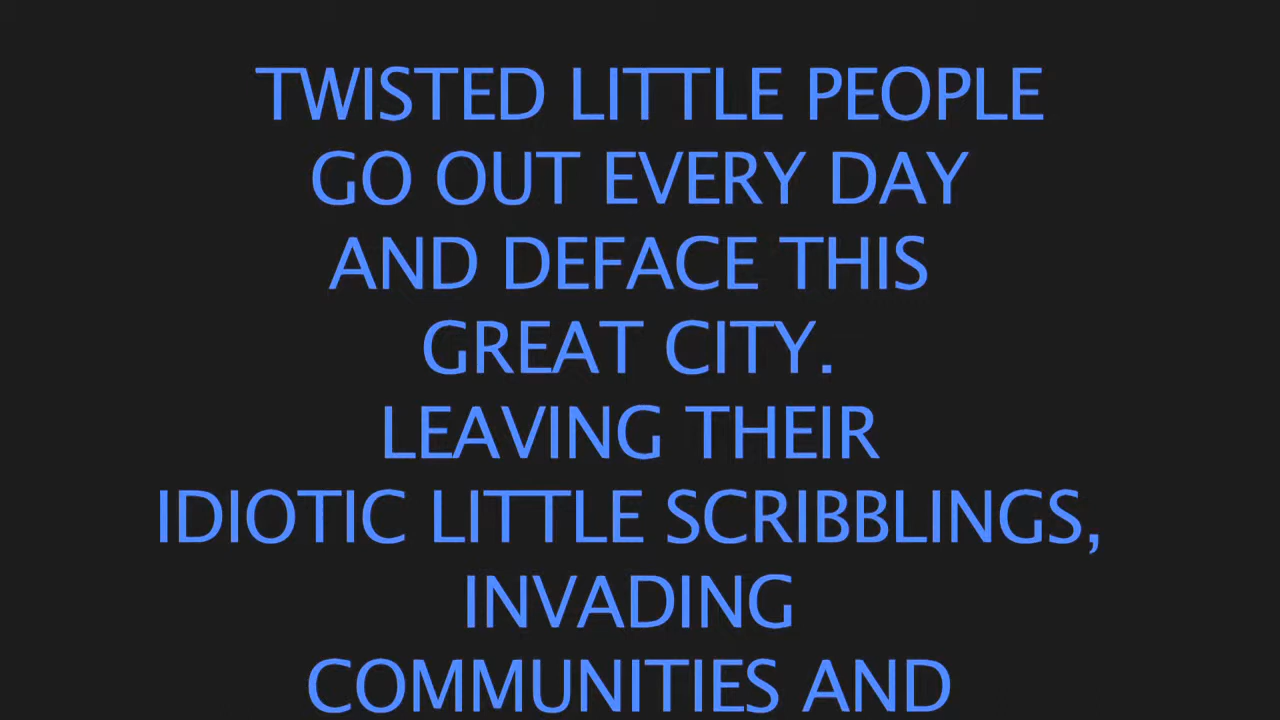 TWISTED LITTLE PEOPLE
GO OUT EVERY DAY
AND DEFACE THIS
GREAT CITY.
LEAVING THEIR
IDIOTIC LITTLE SCRIBBLINGS,
INVADING
COMMUNITIES AND